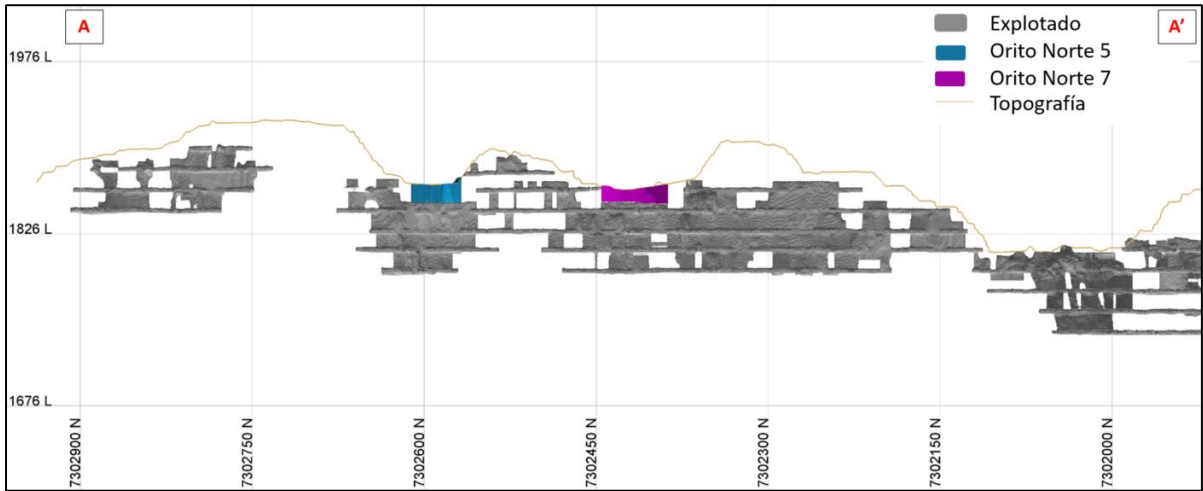 A
A'
Explotado
Orito Norte 5
Orito Norte 7
Topografía
1976 L
1826 L
1676 L
7302900 N
7302750 N
7302600 N
7302450 N
7302300 N
7302150 N
7302000 N